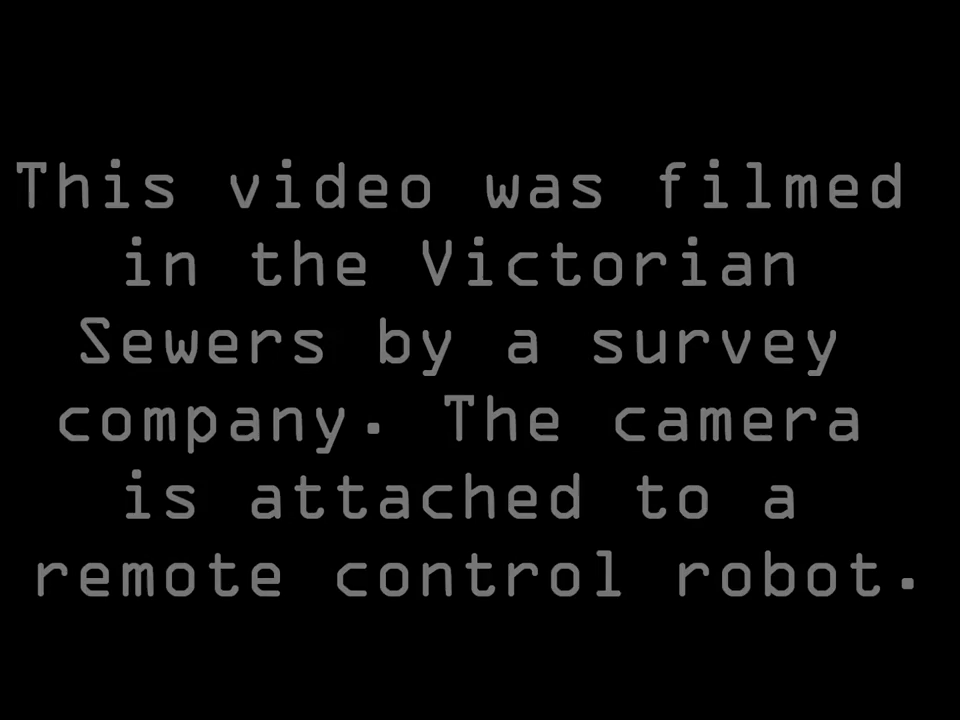 This video was filmed
in the Victorian
Sewers by a survey
company. The camera
is attached to a
remote control robot.